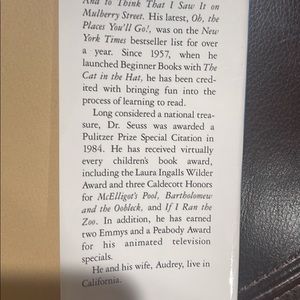 And to Think That I Saw It on
Mulberry Street. His latest, Oh, the
Places You'll Go!, was on the New
York Times bestseller list for over
a year. Since 1957, when he
launched Beginner Books with The
Cat in the Hat, he has been cred-
ited with bringing fun into the
process of learning to read.
Long considered a national trea-
sure, Dr. Seuss was awarded a
Pulitzer Prize Special Citation in
1984. He has received virtually
every children's book award,
including the Laura Ingalls Wilder
Award and three Caldecott Honors
for McElligot's Pool, Bartholomew
and the Oobleck, and If I Ran the
Zoo. In addition, he has earned
two Emmys and a Peabody Award
for his animated television
specials.
He and his wife, Audrey, live in
California.